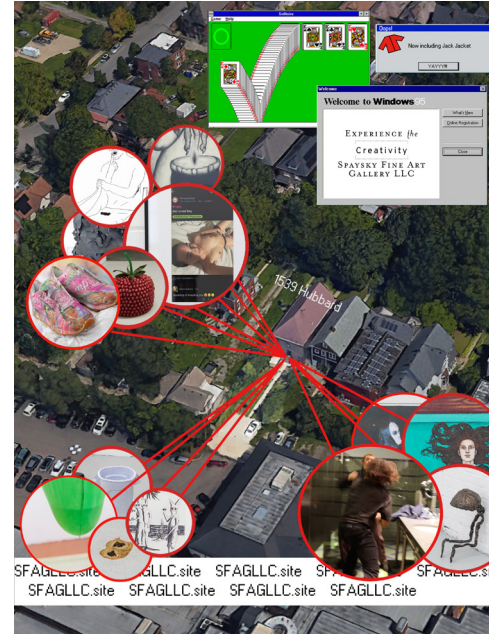 Solitaire
Game Help
Oops!
Now including Jack Jacket
YAYYY!!!
Welcome
Welcome to Windows95
What's New
Online Registration
Close
EXPERIENCE the
Creativity
SPAYSKY FINE ART
GALLERY LLC
1539 Hubbard
SFAGLLC.site SFAGLLC.site SFAGLLC.site SFAGLLC.site SFAGLLC.site
SFAGLLC.site SFAGLLC.site SFAGLLC.site SFAGLLC.site